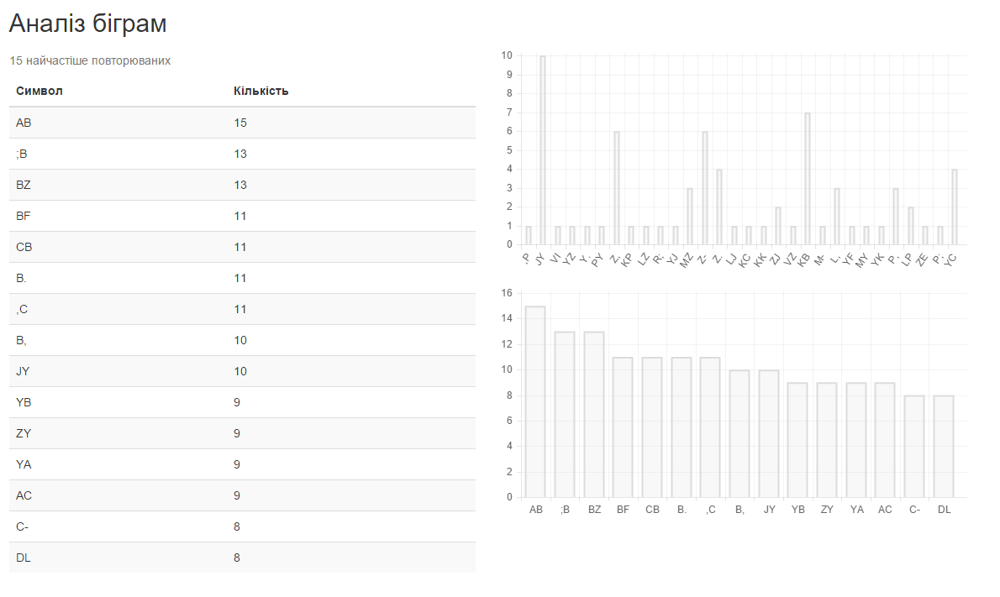 Аналіз біграм
15 найчастіше повторюваних
Символ Кількість
AB 15
;B 13
BZ 13
BF 11
CB 11
B. 11
,C 11
B, 10
JY 10
YB 9
ZY 9
YA 9
AC 9
C- 8
DL 8
10
9
8
7
6
5
4
3
2
1
0
JY VI YZ PY KP LZ R; YJ MZ Z- LJ KC KK ZJ VZ KB M- YF MY YK LP ZE P; YC
16
14
12
10
8
6
4
2
0
AB ;B BZ BF CB B. ,C B, JY YB ZY YA AC C- DL